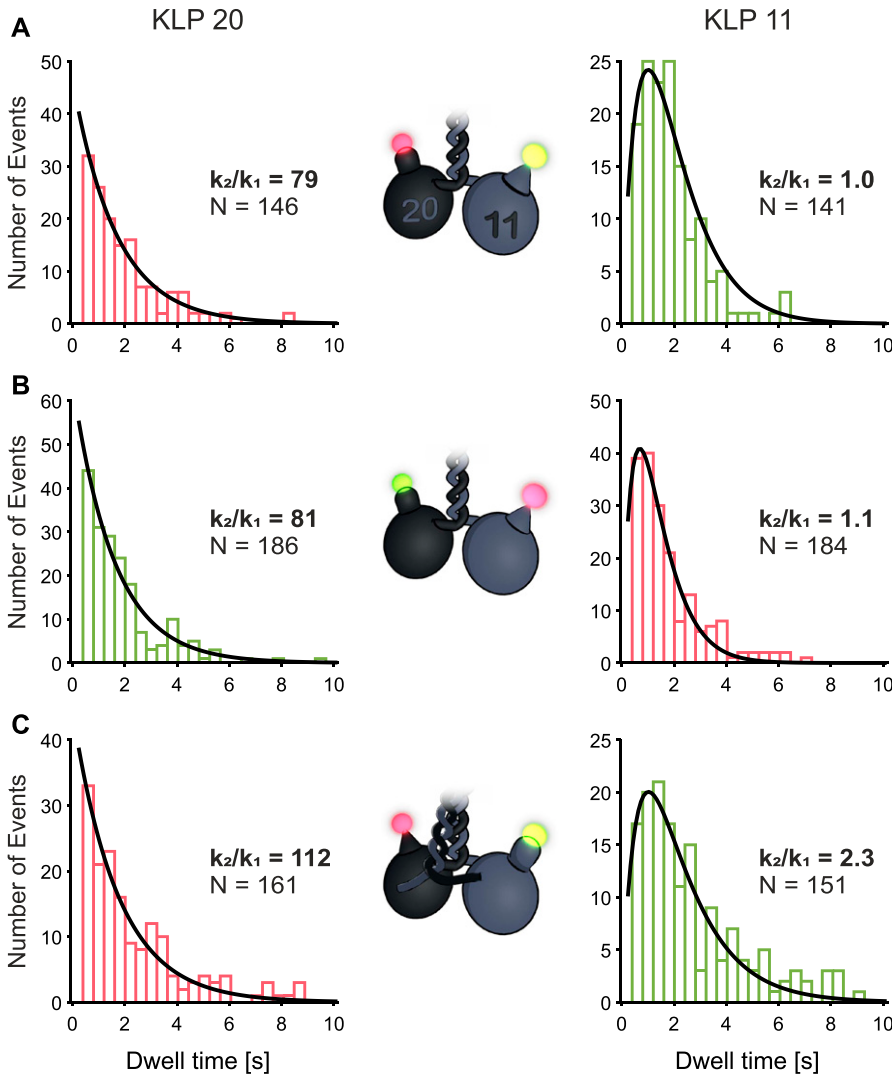 KLP 20
KLP 11
A
Number of Events
50
40
30
20
10
0
0 2 4 6 8 10
k₂/k₁ = 79
N = 146
20
11
25
20
15
10
5
0
0 2 4 6 8 10
k₂/k₁ = 1.0
N = 141
B
Number of Events
60
50
40
30
20
10
0
0 2 4 6 8 10
k₂/k₁ = 81
N = 186
50
40
30
20
10
0
0 2 4 6 8 10
k₂/k₁ = 1.1
N = 184
C
Number of Events
40
30
20
10
0
0 2 4 6 8 10
Dwell time [s]
k₂/k₁ = 112
N = 161
25
20
15
10
5
0
0 2 4 6 8 10
Dwell time [s]
k₂/k₁ = 2.3
N = 151